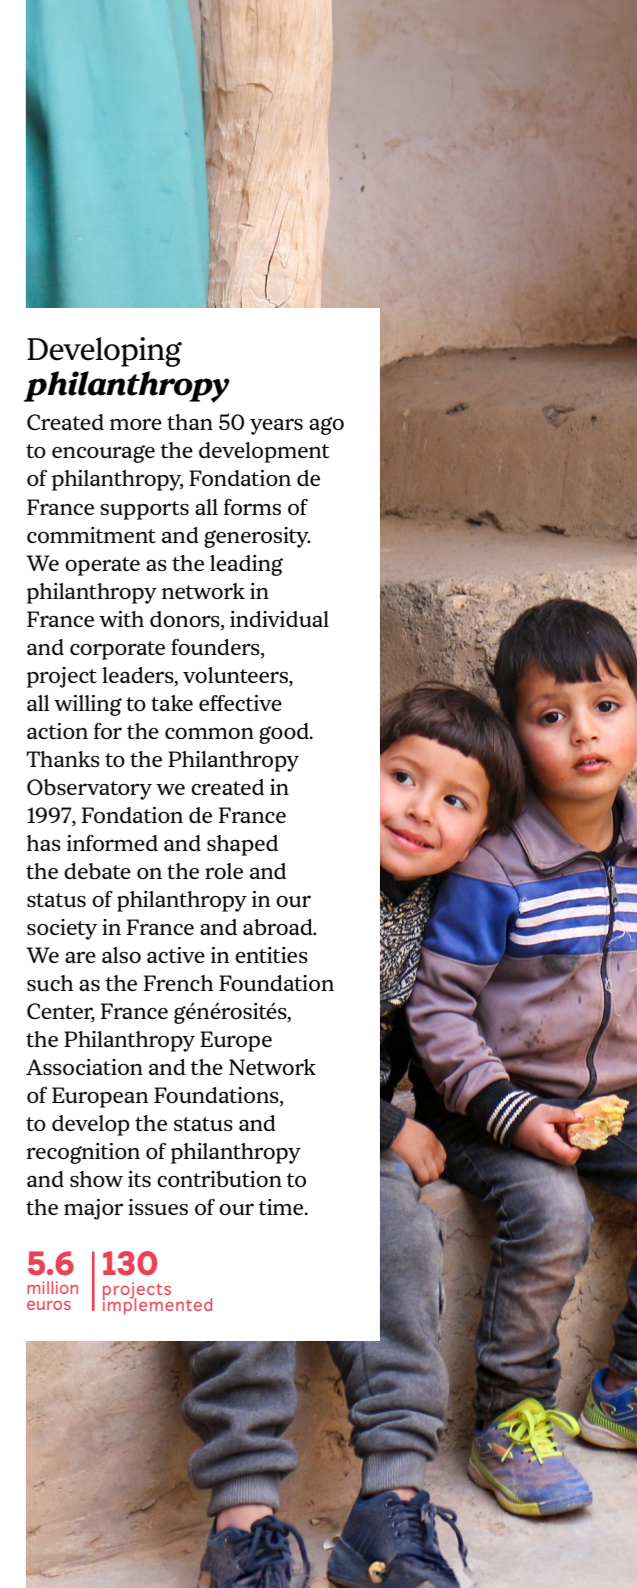 Developing
philanthropy
Created more than 50 years ago
to encourage the development
of philanthropy, Fondation de
France supports all forms of
commitment and generosity.
We operate as the leading
philanthropy network in
France with donors, individual
and corporate founders,
project leaders, volunteers,
all willing to take effective
action for the common good.
Thanks to the Philanthropy
Observatory we created in
1997, Fondation de France
has informed and shaped
the debate on the role and
status of philanthropy in our
society in France and abroad.
We are also active in entities
such as the French Foundation
Center, France générosités,
the Philanthropy Europe
Association and the Network
of European Foundations,
to develop the status and
recognition of philanthropy
and show its contribution to
the major issues of our time.
5.6
million
euros
130
projects
implemented